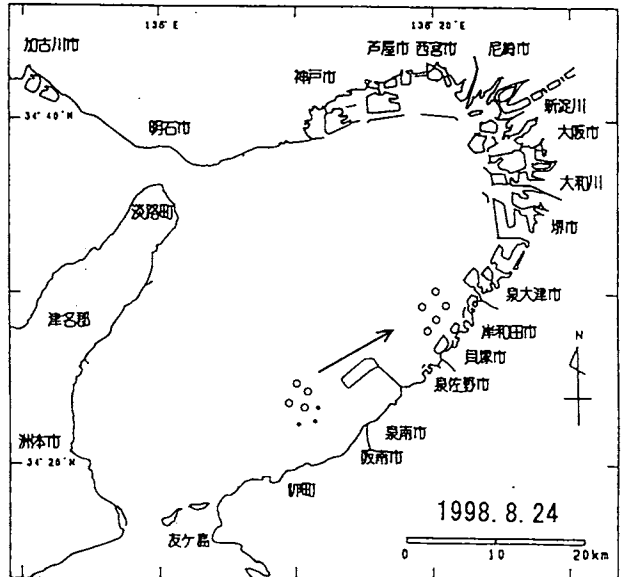 135° E
135° 20' E
加古川市
芦屋市 西宮市 尼崎市
神戸市
新淀川
34° 40' N
大阪市
明石市
大和川
淡路町
堺市
泉大津市
津名郡
岸和田市
N
貝塚市
泉佐野市
泉南市
洲本市
阪南市
34° 20' N
岬町
1998. 8. 24
友ケ島
0 10 20km